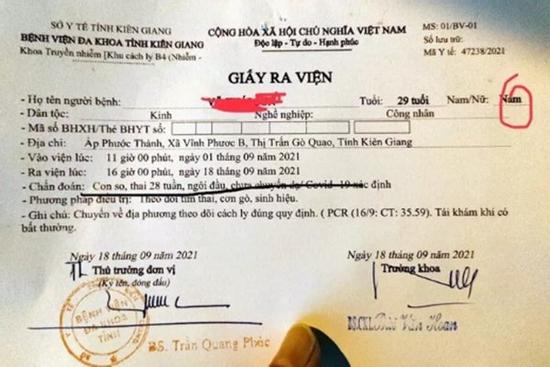 SỞ Y TẾ TỈNH KIÊN GIANG
BỆNH VIỆN ĐA KHOA TỈNH KIÊN GIANG
Khoa Truyền nhiễm [Khu cách ly B4 (Nhiễm -
CỘNG HÒA XÃ HỘI CHỦ NGHĨA VIỆT NAM
Độc lập - Tự do - Hạnh phúc
MS: 01/BV-01
Số lưu trữ:
Mã Y tế: 47238/2021
GIẤY RA VIỆN
- Họ tên người bệnh: Tuổi: 29 tuổi Nam/Nữ: Nam
- Dân tộc: Kinh Nghề nghiệp: Công nhân
- Mã số BHXH/Thẻ BHYT số:
- Địa chỉ: Ấp Phước Thành, Xã Vĩnh Phước B, Thị Trấn Gò Quao, Tỉnh Kiên Giang
- Vào viện lúc: 11 giờ 00 phút, ngày 01 tháng 09 năm 2021
- Ra viện lúc: 16 giờ 00 phút, ngày 18 tháng 09 năm 2021
- Chẩn đoán: Con so, thai 28 tuần, ngôi đầu, chưa chuyển dạ/ Covid-19 xác định
- Phương pháp điều trị: Theo dõi tim thai, cơn gò, sinh hiệu.
- Ghi chú: Chuyển về địa phương theo dõi cách ly đúng quy định. ( PCR (16/9: CT: 35.59). Tái khám khi có
bất thường.
Ngày 18 tháng 09 năm 2021
Thủ trưởng đơn vị
(Ký tên, đóng dấu)
BỆNH VIỆN
ĐA KHOA
TỈNH
BS. Trần Quang Phúc
Ngày 18 tháng 09 năm 2021
Trưởng khoa
BS.CKI. Văn